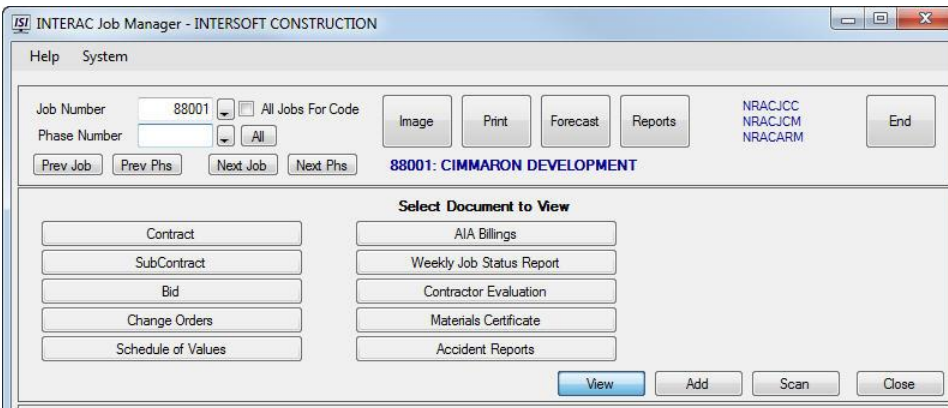 ISI INTERAC Job Manager - INTERSOFT CONSTRUCTION
Help System
Job Number 88001 All Jobs For Code
Phase Number All
Prev Job Prev Phs Next Job Next Phs
Image Print Forecast Reports
88001: CIMMARON DEVELOPMENT
NRACJCC
NRACJCM
NRACARM
End
Select Document to View
Contract AIA Billings
SubContract Weekly Job Status Report
Bid Contractor Evaluation
Change Orders Materials Certificate
Schedule of Values Accident Reports
View Add Scan Close